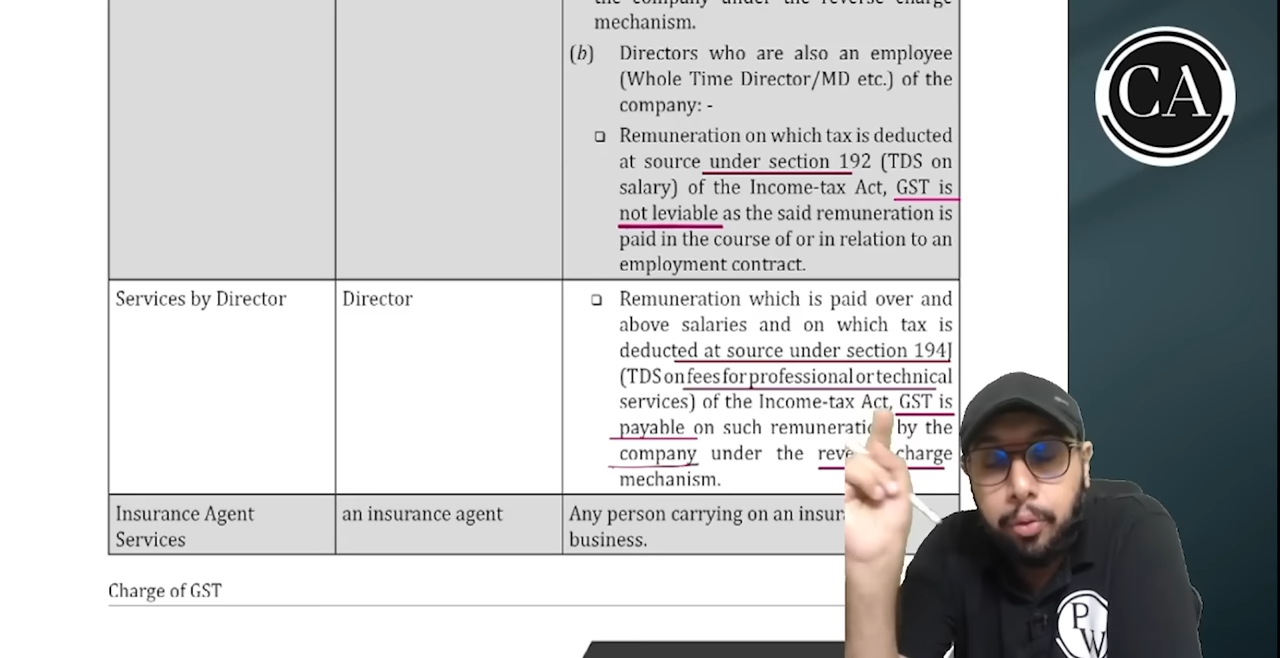 the company under the reverse charge
mechanism.
(b) Directors who are also an employee
(Whole Time Director/MD etc.) of the
company: -
❏ Remuneration on which tax is deducted
at source under section 192 (TDS on
salary) of the Income-tax Act, GST is
not leviable as the said remuneration is
paid in the course of or in relation to an
employment contract.
Services by Director
Director
❏ Remuneration which is paid over and
above salaries and on which tax is
deducted at source under section 194J
(TDS on fees for professional or technical
services) of the Income-tax Act, GST is
payable on such remuneration by the
company under the reverse charge
mechanism.
Insurance Agent
Services
an insurance agent
Any person carrying on an
business.
Charge of GST
CA
PW